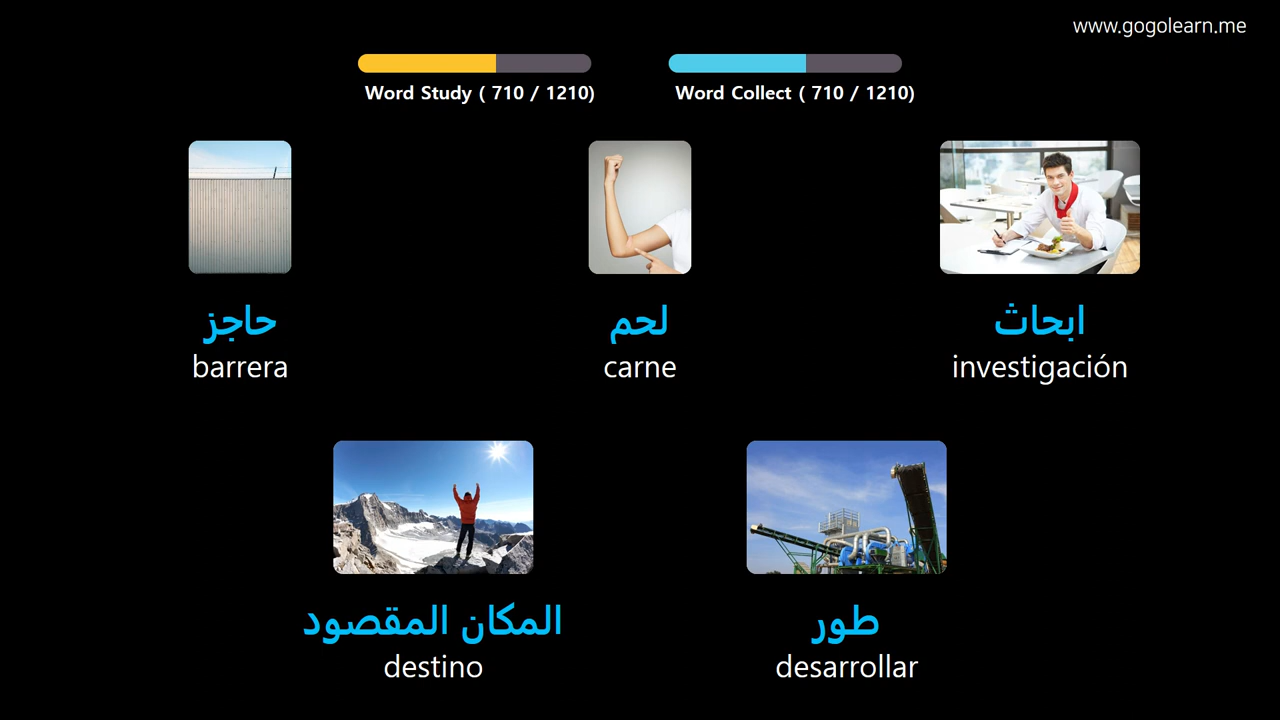 www.gogolearn.me
Word Study ( 710 / 1210)
Word Collect ( 710 / 1210)
حاجز
barrera
لحم
carne
ابحاث
investigación
المكان المقصود
destino
طور
desarrollar